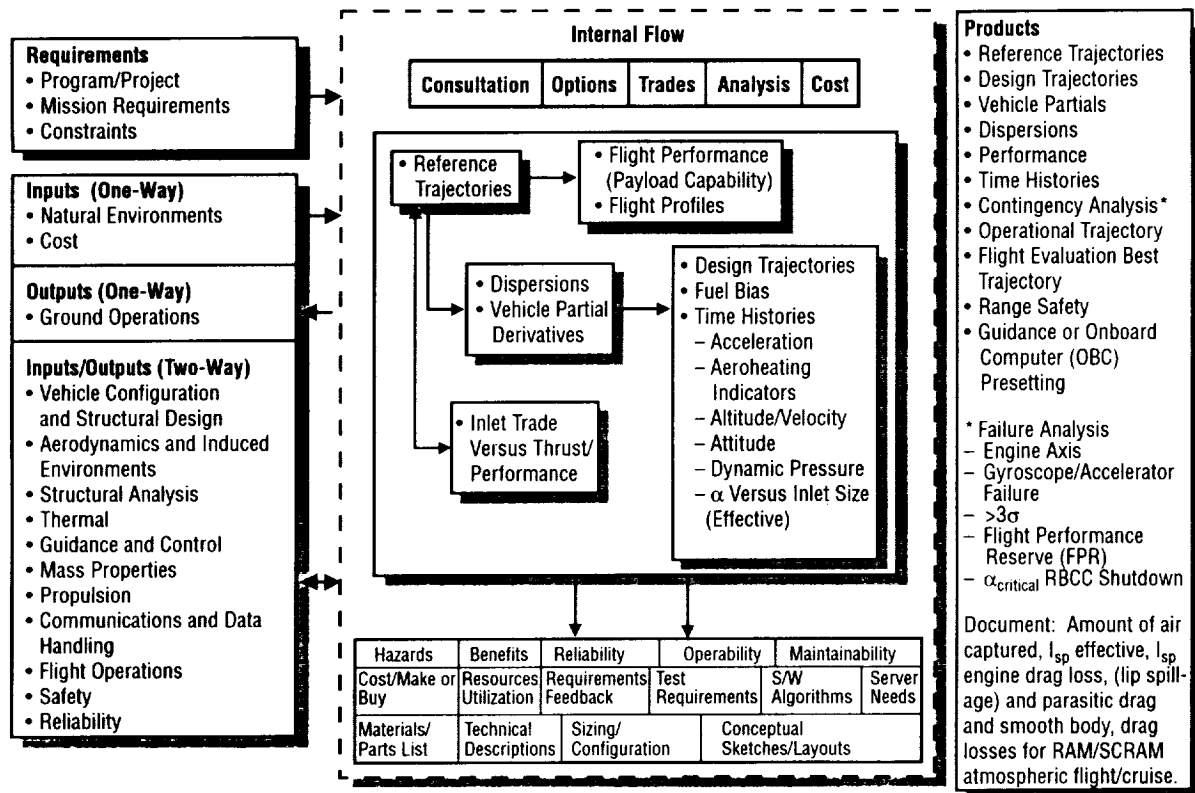 Requirements
• Program/Project
• Mission Requirements
• Constraints
Inputs (One-Way)
• Natural Environments
• Cost
Outputs (One-Way)
• Ground Operations
Inputs/Outputs (Two-Way)
• Vehicle Configuration
and Structural Design
• Aerodynamics and Induced
Environments
• Structural Analysis
• Thermal
• Guidance and Control
• Mass Properties
• Propulsion
• Communications and Data
Handling
• Flight Operations
• Safety
• Reliability
Internal Flow
Consultation Options Trades Analysis Cost
• Reference
Trajectories
• Flight Performance
(Payload Capability)
• Flight Profiles
• Dispersions
• Vehicle Partial
Derivatives
• Design Trajectories
• Fuel Bias
• Time Histories
– Acceleration
– Aeroheating
Indicators
– Altitude/Velocity
– Attitude
– Dynamic Pressure
– α Versus Inlet Size
(Effective)
• Inlet Trade
Versus Thrust/
Performance
Hazards Benefits Reliability Operability Maintainability
Cost/Make or Resources Requirements Test S/W Server
Buy Utilization Feedback Requirements Algorithms Needs
Materials/ Technical Sizing/ Conceptual
Parts List Descriptions Configuration Sketches/Layouts
Products
• Reference Trajectories
• Design Trajectories
• Vehicle Partials
• Dispersions
• Performance
• Time Histories
• Contingency Analysis*
• Operational Trajectory
• Flight Evaluation Best
Trajectory
• Range Safety
• Guidance or Onboard
Computer (OBC)
Presetting
* Failure Analysis
– Engine Axis
– Gyroscope/Accelerator
Failure
– >3σ
– Flight Performance
Reserve (FPR)
– αcritical RBCC Shutdown
Document: Amount of air
captured, Isp effective, Isp
engine drag loss, (lip spill-
age) and parasitic drag
and smooth body, drag
losses for RAM/SCRAM
atmospheric flight/cruise.